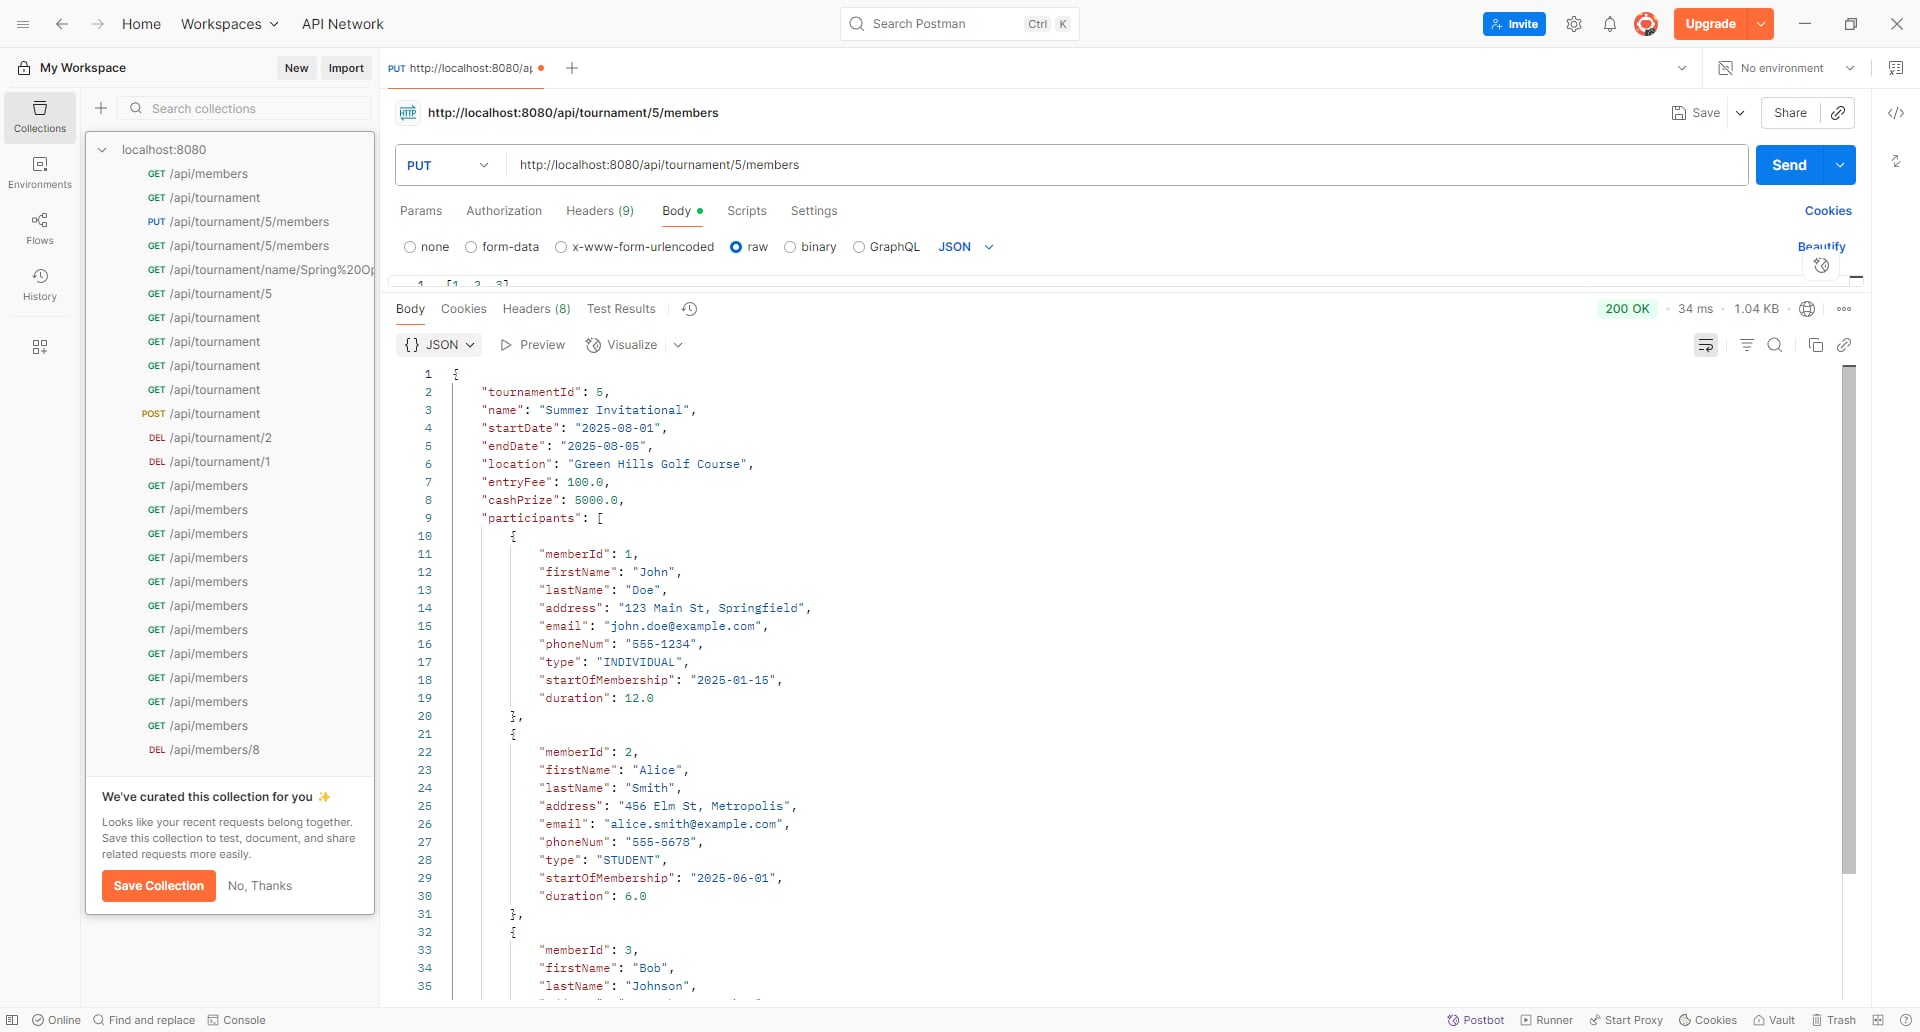 Home Workspaces API Network Search Postman Ctrl K Invite Upgrade
My Workspace New Import
PUT http://localhost:8080/ap
No environment
Collections
Environments
Flows
History
Search collections
localhost:8080
GET /api/members
GET /api/tournament
PUT /api/tournament/5/members
GET /api/tournament/5/members
GET /api/tournament/name/Spring%20Op
GET /api/tournament/5
GET /api/tournament
GET /api/tournament
GET /api/tournament
GET /api/tournament
POST /api/tournament
DEL /api/tournament/2
DEL /api/tournament/1
GET /api/members
GET /api/members
GET /api/members
GET /api/members
GET /api/members
GET /api/members
GET /api/members
GET /api/members
GET /api/members
GET /api/members
GET /api/members
DEL /api/members/8
We've curated this collection for you ✨
Looks like your recent requests belong together.
Save this collection to test, document, and share
related requests more easily.
Save Collection No, Thanks
HTTP http://localhost:8080/api/tournament/5/members Save Share
PUT http://localhost:8080/api/tournament/5/members Send
Params Authorization Headers (9) Body Scripts Settings Cookies
none form-data x-www-form-urlencoded raw binary GraphQL JSON Beautify
1 [1, 2, 3]
Body Cookies Headers (8) Test Results 200 OK 34 ms 1.04 KB
{} JSON Preview Visualize
1 {
2 "tournamentId": 5,
3 "name": "Summer Invitational",
4 "startDate": "2025-08-01",
5 "endDate": "2025-08-05",
6 "location": "Green Hills Golf Course",
7 "entryFee": 100.0,
8 "cashPrize": 5000.0,
9 "participants": [
10 {
11 "memberId": 1,
12 "firstName": "John",
13 "lastName": "Doe",
14 "address": "123 Main St, Springfield",
15 "email": "john.doe@example.com",
16 "phoneNum": "555-1234",
17 "type": "INDIVIDUAL",
18 "startOfMembership": "2025-01-15",
19 "duration": 12.0
20 },
21 {
22 "memberId": 2,
23 "firstName": "Alice",
24 "lastName": "Smith",
25 "address": "456 Elm St, Metropolis",
26 "email": "alice.smith@example.com",
27 "phoneNum": "555-5678",
28 "type": "STUDENT",
29 "startOfMembership": "2025-06-01",
30 "duration": 6.0
31 },
32 {
33 "memberId": 3,
34 "firstName": "Bob",
35 "lastName": "Johnson",
Online Find and replace Console Postbot Runner Start Proxy Cookies Vault Trash